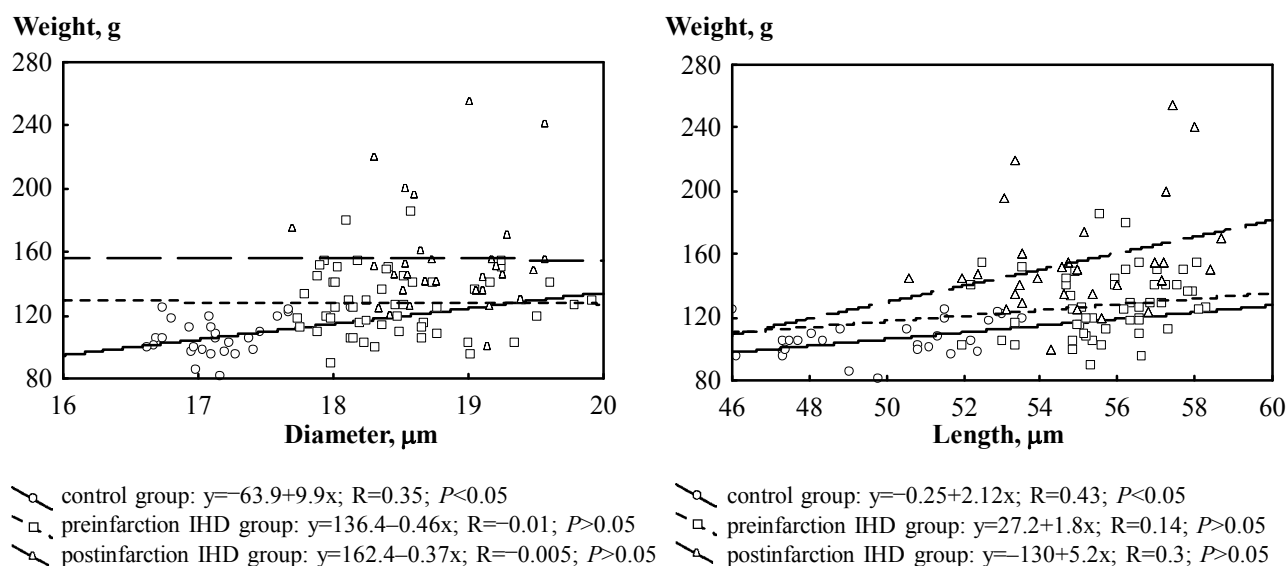 Weight, g
280
240
200
160
120
80
16 17 18 19 20
Diameter, μm
control group: y=−63.9+9.9x; R=0.35; P<0.05
preinfarction IHD group: y=136.4–0.46x; R=−0.01; P>0.05
postinfarction IHD group: y=162.4–0.37x; R=−0.005; P>0.05
Weight, g
280
240
200
160
120
80
46 50 52 54 56 58 60
Length, μm
control group: y=−0.25+2.12x; R=0.43; P<0.05
preinfarction IHD group: y=27.2+1.8x; R=0.14; P>0.05
postinfarction IHD group: y=–130+5.2x; R=0.3; P>0.05